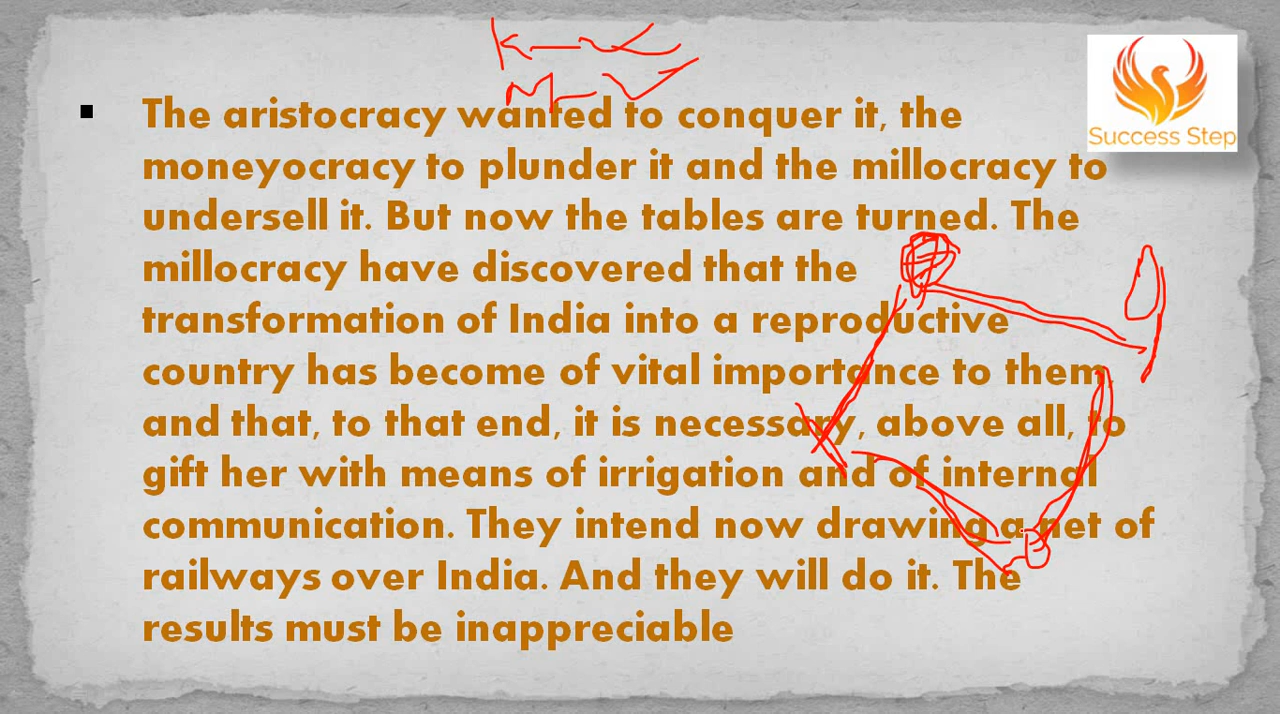 The aristocracy wanted to conquer it, the
moneyocracy to plunder it and the millocracy to
undersell it. But now the tables are turned. The
millocracy have discovered that the
transformation of India into a reproductive
country has become of vital importance to them,
and that, to that end, it is necessary, above all, to
gift her with means of irrigation and of internal
communication. They intend now drawing a net of
railways over India. And they will do it. The
results must be inappreciable
Success Step